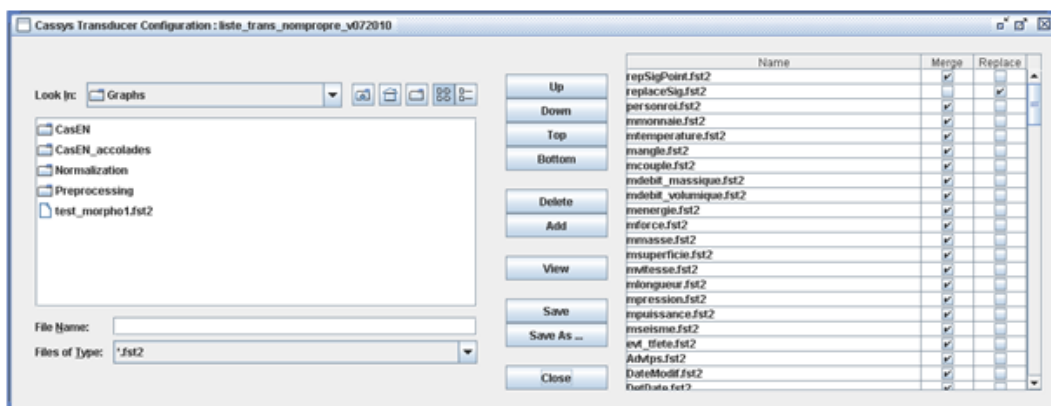 Cassys Transducer Configuration : liste_trans_nompropre_v072010
Look In: Graphs
CasEN
CasEN_accolades
Normalization
Preprocessing
test_morpho1.fst2
File Name:
Files of Type: *.fst2
Up
Down
Top
Bottom
Delete
Add
View
Save
Save As ...
Close
Name Merge Replace
repSigPoint.fst2
replaceSig.fst2
personroi.fst2
mmonnaie.fst2
mtemperature.fst2
mangle.fst2
mcouple.fst2
mdebit_massique.fst2
mdebit_volumique.fst2
menergie.fst2
mforce.fst2
mmasse.fst2
msuperficie.fst2
mvitesse.fst2
mlongueur.fst2
mpression.fst2
mpuissance.fst2
mseisme.fst2
evt_tfete.fst2
Advtps.fst2
DateModif.fst2
DetDate.fst2